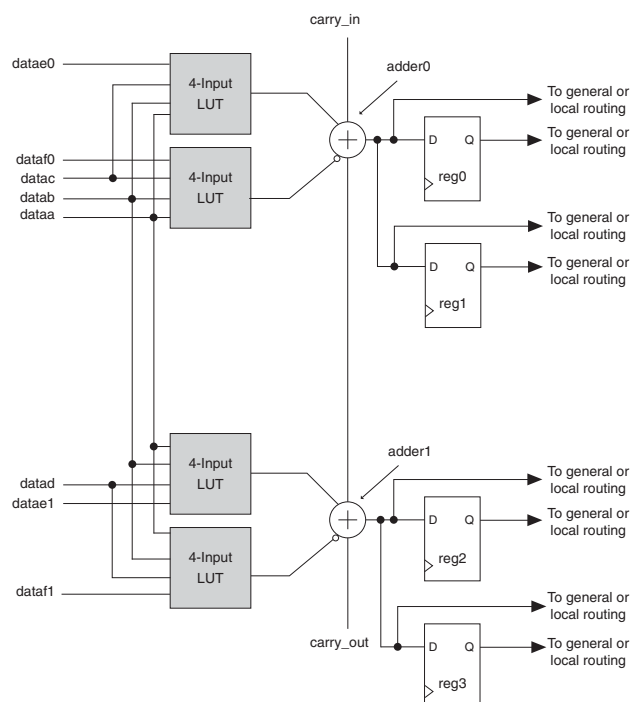 carry_in
adder0
datae0
4-Input
LUT
To general or
local routing
D Q
reg0
To general or
local routing
dataf0
datac
datab
dataa
4-Input
LUT
To general or
local routing
D Q
reg1
To general or
local routing
adder1
4-Input
LUT
datad
datae1
To general or
local routing
D Q
reg2
To general or
local routing
4-Input
LUT
dataf1
To general or
local routing
carry_out
D Q
reg3
To general or
local routing